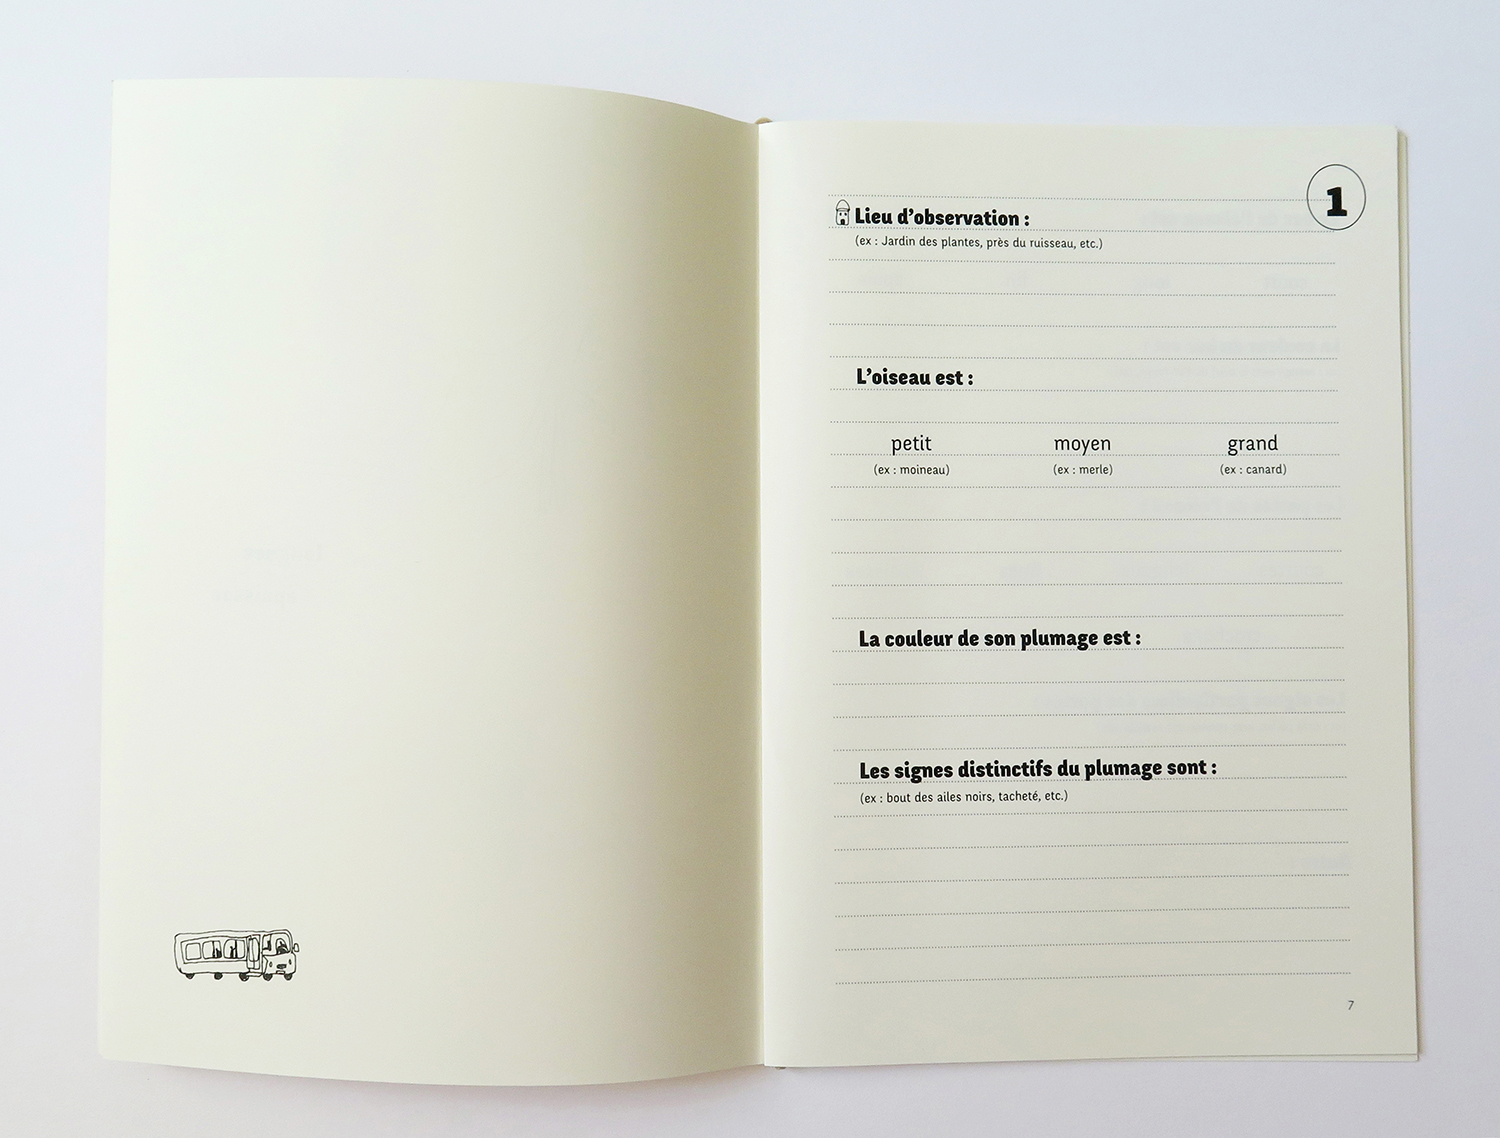 1
Lieu d'observation :
(ex : Jardin des plantes, près du ruisseau, etc.)
L'oiseau est :
petit moyen grand
(ex : moineau) (ex : merle) (ex : canard)
La couleur de son plumage est :
Les signes distinctifs du plumage sont :
(ex : bout des ailes noirs, tacheté, etc.)
7